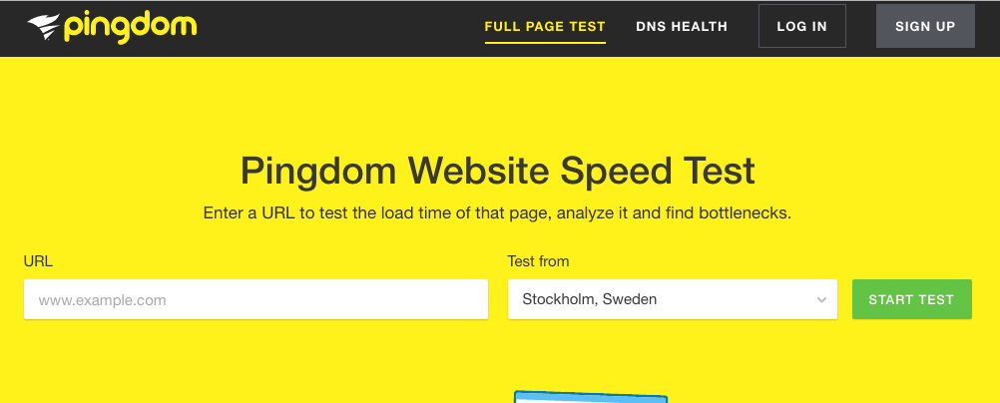 pingdom
FULL PAGE TEST
DNS HEALTH
LOG IN
SIGN UP
Pingdom Website Speed Test
Enter a URL to test the load time of that page, analyze it and find bottlenecks.
URL
Test from
www.example.com
Stockholm, Sweden
START TEST